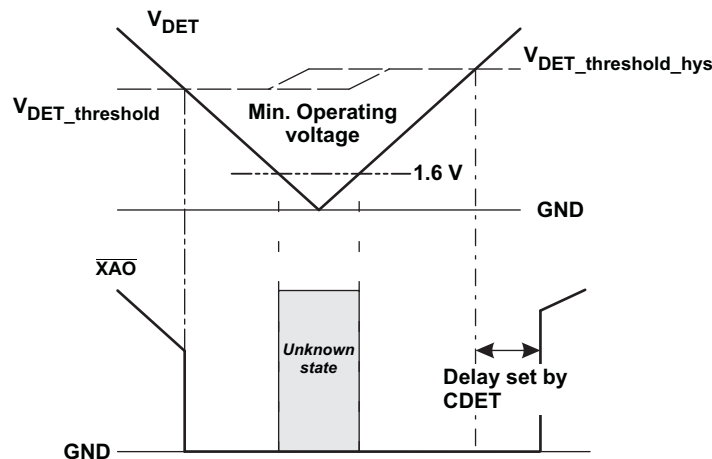 VDET
VDET_threshold_hys
VDET_threshold
Min. Operating
voltage
1.6 V
GND
XAO
Unknown
state
Delay set by
CDET
GND